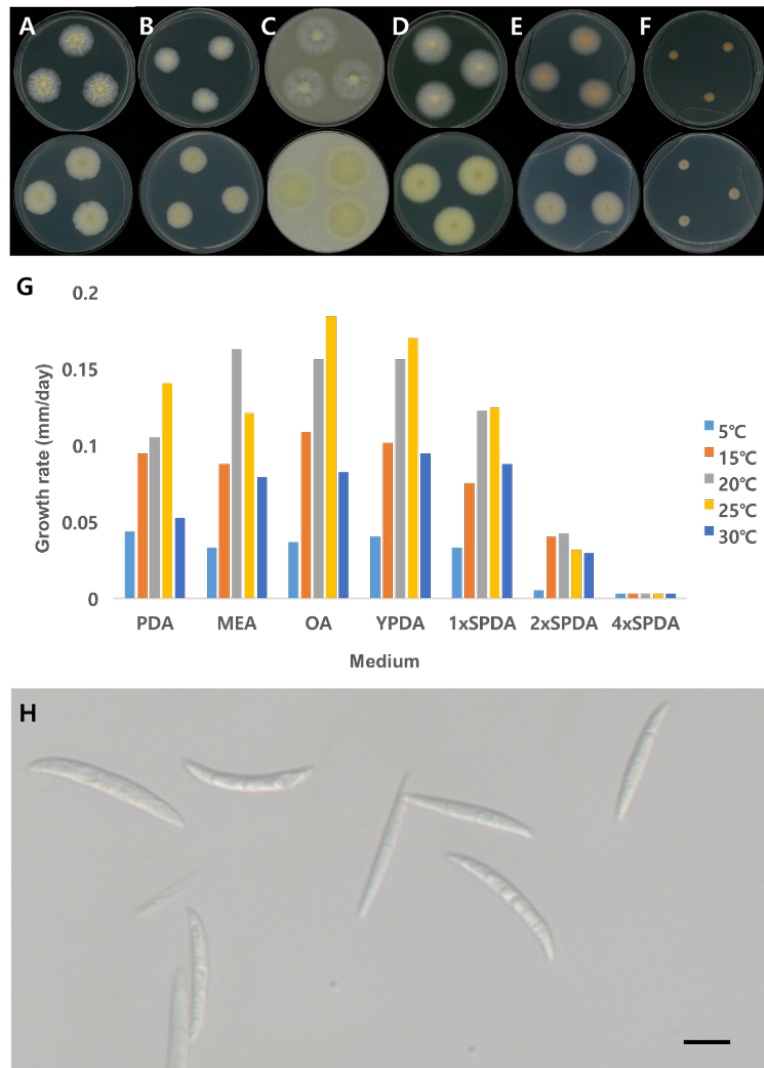 A B C D E F
G
0.2
0.15
0.1
0.05
0
Growth rate (mm/day)
5℃
15℃
20℃
25℃
30℃
PDA MEA OA YPDA 1xSPDA 2xSPDA 4xSPDA
Medium
H